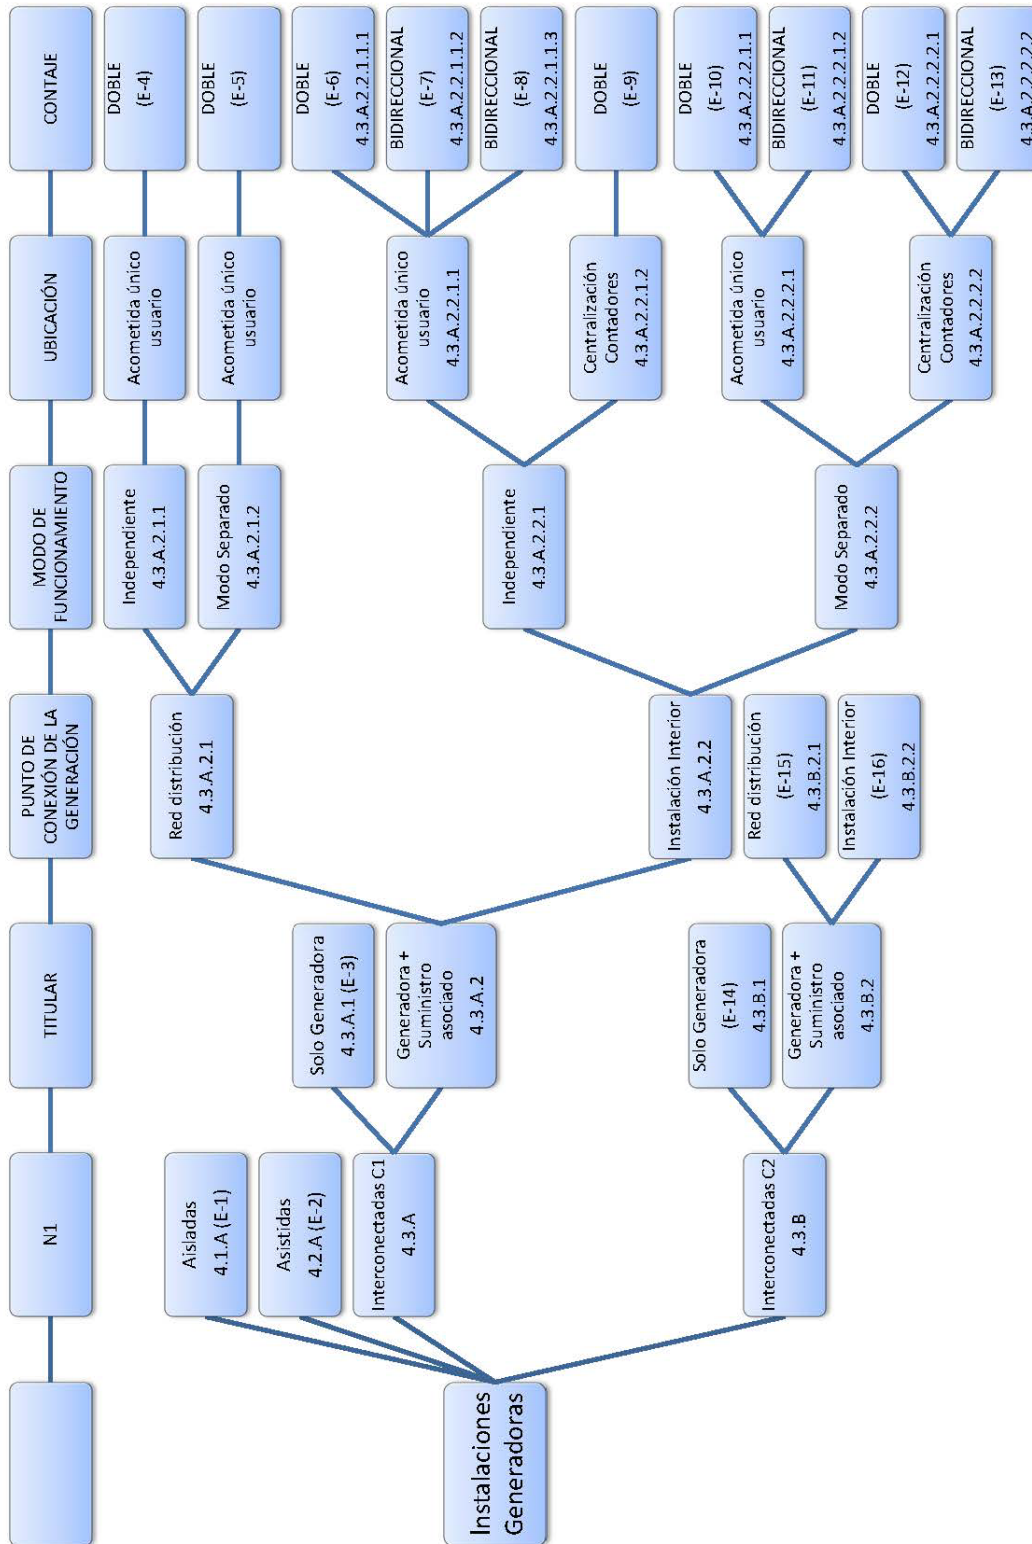 N1
TITULAR
PUNTO DE
CONEXIÓN DE LA
GENERACIÓN
MODO DE
FUNCIONAMIENTO
UBICACIÓN
CONTAJE
Instalaciones
Generadoras
Aisladas
4.1.A (E-1)
Asistidas
4.2.A (E-2)
Interconectadas C1
4.3.A
Interconectadas C2
4.3.B
Solo Generadora
4.3.A.1 (E-3)
Generadora +
Suministro
asociado
4.3.A.2
Solo Generadora
(E-14)
4.3.B.1
Generadora +
Suministro
asociado
4.3.B.2
Red distribución
4.3.A.2.1
Instalación Interior
4.3.A.2.2
Red distribución
(E-15)
4.3.B.2.1
Instalación Interior
(E-16)
4.3.B.2.2
Independiente
4.3.A.2.1.1
Modo Separado
4.3.A.2.1.2
Independiente
4.3.A.2.2.1
Modo Separado
4.3.A.2.2.2
Acometida único
usuario
Acometida único
usuario
Acometida único
usuario
4.3.A.2.2.1.1
Centralización
Contadores
4.3.A.2.2.1.2
Acometida único
usuario
4.3.A.2.2.2.1
Centralización
Contadores
4.3.A.2.2.2.2
DOBLE
(E-4)
DOBLE
(E-5)
DOBLE
(E-6)
4.3.A.2.2.1.1.1
BIDIRECCIONAL
(E-7)
4.3.A.2.2.1.1.2
BIDIRECCIONAL
(E-8)
4.3.A.2.2.1.1.3
DOBLE
(E-9)
DOBLE
(E-10)
4.3.A.2.2.2.1.1
BIDIRECCIONAL
(E-11)
4.3.A.2.2.2.1.2
DOBLE
(E-12)
4.3.A.2.2.2.2.1
BIDIRECCIONAL
(E-13)
4.3.A.2.2.2.2.2